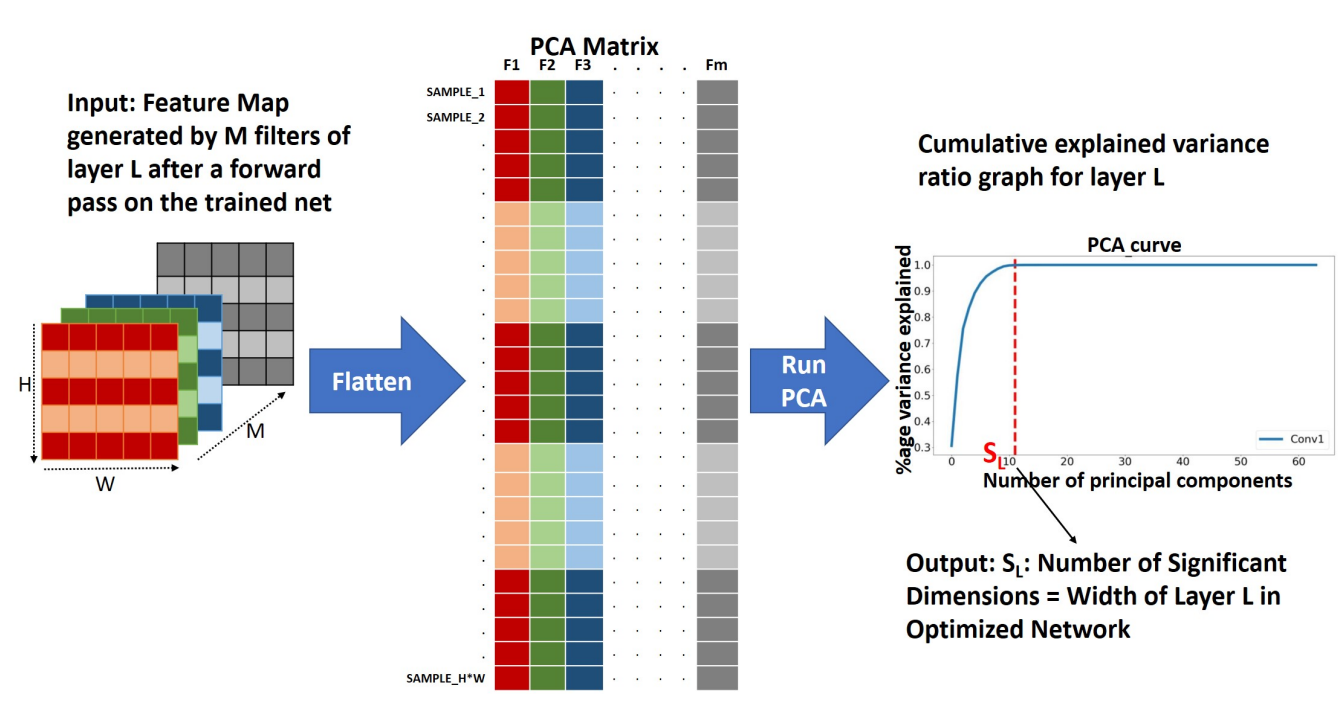 Input: Feature Map
generated by M filters of
layer L after a forward
pass on the trained net
H
W
M
Flatten
PCA Matrix
F1 F2 F3 . . . . Fm
SAMPLE_1
SAMPLE_2
SAMPLE_H*W
Run
PCA
Cumulative explained variance
ratio graph for layer L
PCA_curve
%age variance explained
1.0
0.9
0.8
0.7
0.6
0.5
0.4
0.3
Conv1
0 10 20 30 40 50 60
SL
Number of principal components
Output: SL: Number of Significant
Dimensions = Width of Layer L in
Optimized Network